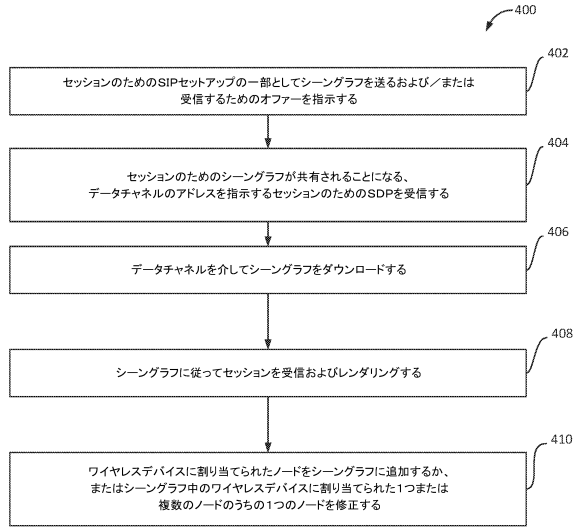 400
402
セッションのためのSIPセットアップの一部としてシーングラフを送るおよび／または
受信するためのオファーを指示する
404
セッションのためのシーングラフが共有されることになる、
データチャネルのアドレスを指示するセッションのためのSDPを受信する
406
データチャネルを介してシーングラフをダウンロードする
408
シーングラフに従ってセッションを受信およびレンダリングする
410
ワイヤレスデバイスに割り当てられたノードをシーングラフに追加するか、
またはシーングラフ中のワイヤレスデバイスに割り当てられた1つまたは
複数のノードのうちの1つのノードを修正する